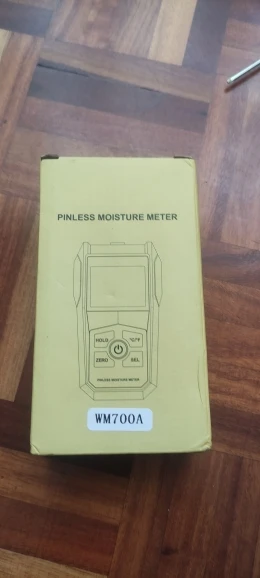 PINLESS MOISTURE METER
HOLD
℃/℉
ZERO
SEL
PINLESS MOISTURE METER
WM700A